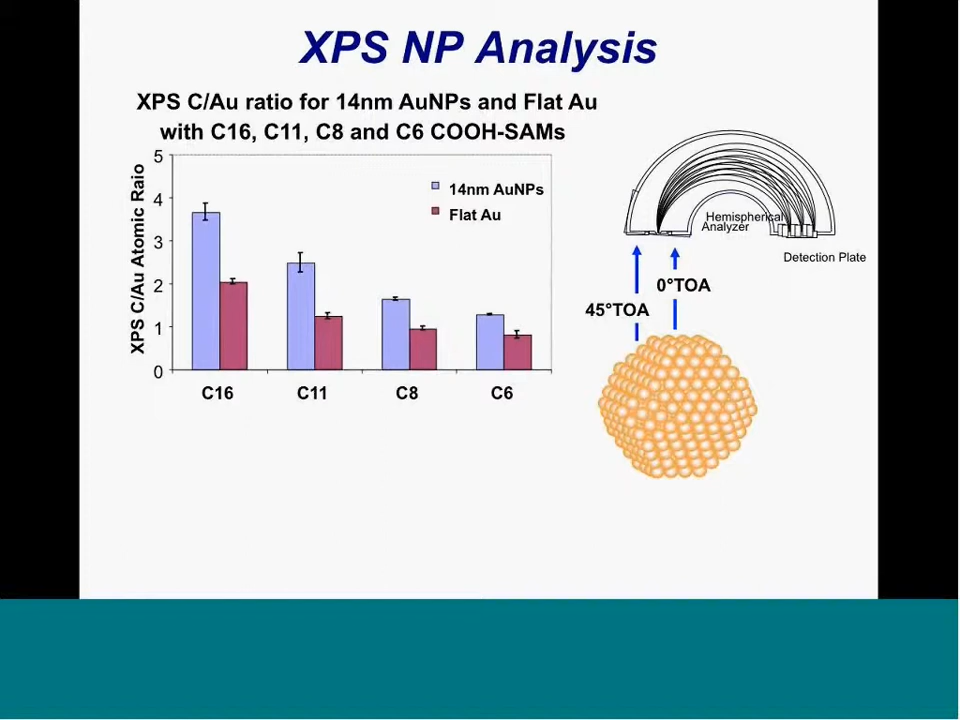 XPS NP Analysis
XPS C/Au ratio for 14nm AuNPs and Flat Au
with C16, C11, C8 and C6 COOH-SAMs
XPS C/Au Atomic Raio
5
4
3
2
1
0
14nm AuNPs
Flat Au
C16
C11
C8
C6
Hemispherical
Analyzer
Detection Plate
0°TOA
45°TOA